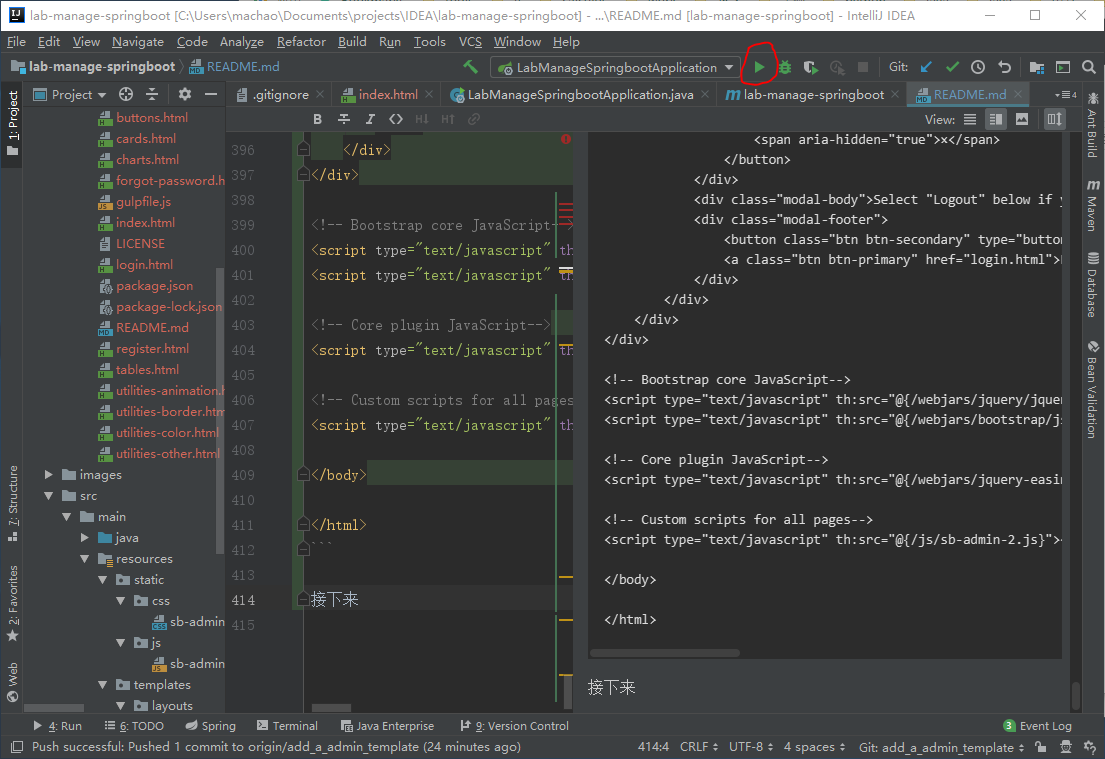 lab-manage-springboot [C:\Users\machao\Documents\projects\IDEA\lab-manage-springboot] - ...\README.md [lab-manage-springboot] - IntelliJ IDEA
File Edit View Navigate Code Analyze Refactor Build Run Tools VCS Window Help
lab-manage-springboot README.md LabManageSpringbootApplication Git:
Project .gitignore index.html LabManageSpringbootApplication.java lab-manage-springboot README.md 4
View:
1: Project
7: Structure
2: Favorites
Web
buttons.html
cards.html
charts.html
forgot-password.h
gulpfile.js
index.html
LICENSE
login.html
package.json
package-lock.json
README.md
register.html
tables.html
utilities-animation.h
utilities-border.htm
utilities-color.html
utilities-other.html
images
src
main
java
resources
static
css
sb-admin
js
sb-admin
templates
layouts
396 </div>
397 </div>
398
399 <!-- Bootstrap core JavaScript-
400 <script type="text/javascript" th
401 <script type="text/javascript" th
402
403 <!-- Core plugin JavaScript-->
404 <script type="text/javascript" th
405
406 <!-- Custom scripts for all pages
407 <script type="text/javascript" th
408
409 </body>
410
411 </html>
412 ```
413
414 接下来
415
<span aria-hidden="true">×</span>
</button>
</div>
<div class="modal-body">Select "Logout" below if y
<div class="modal-footer">
<button class="btn btn-secondary" type="button
<a class="btn btn-primary" href="login.html">
</div>
</div>
</div>
</div>
<!-- Bootstrap core JavaScript-->
<script type="text/javascript" th:src="@{/webjars/jquery/jque
<script type="text/javascript" th:src="@{/webjars/bootstrap/js
<!-- Core plugin JavaScript-->
<script type="text/javascript" th:src="@{/webjars/jquery-easin
<!-- Custom scripts for all pages-->
<script type="text/javascript" th:src="@{/js/sb-admin-2.js}"><
</body>
</html>
接下来
Ant Build
Maven
Database
Bean Validation
4: Run 6: TODO Spring Terminal Java Enterprise 9: Version Control 3 Event Log
Push successful: Pushed 1 commit to origin/add_a_admin_template (24 minutes ago) 414:4 CRLF UTF-8 4 spaces Git: add_a_admin_template